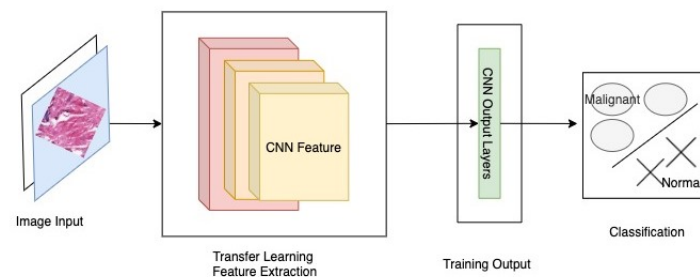 Malignant
CNN Feature
CNN Output Layers
Norma
Image Input
Transfer Learning
Feature Extraction
Training Output
Classification